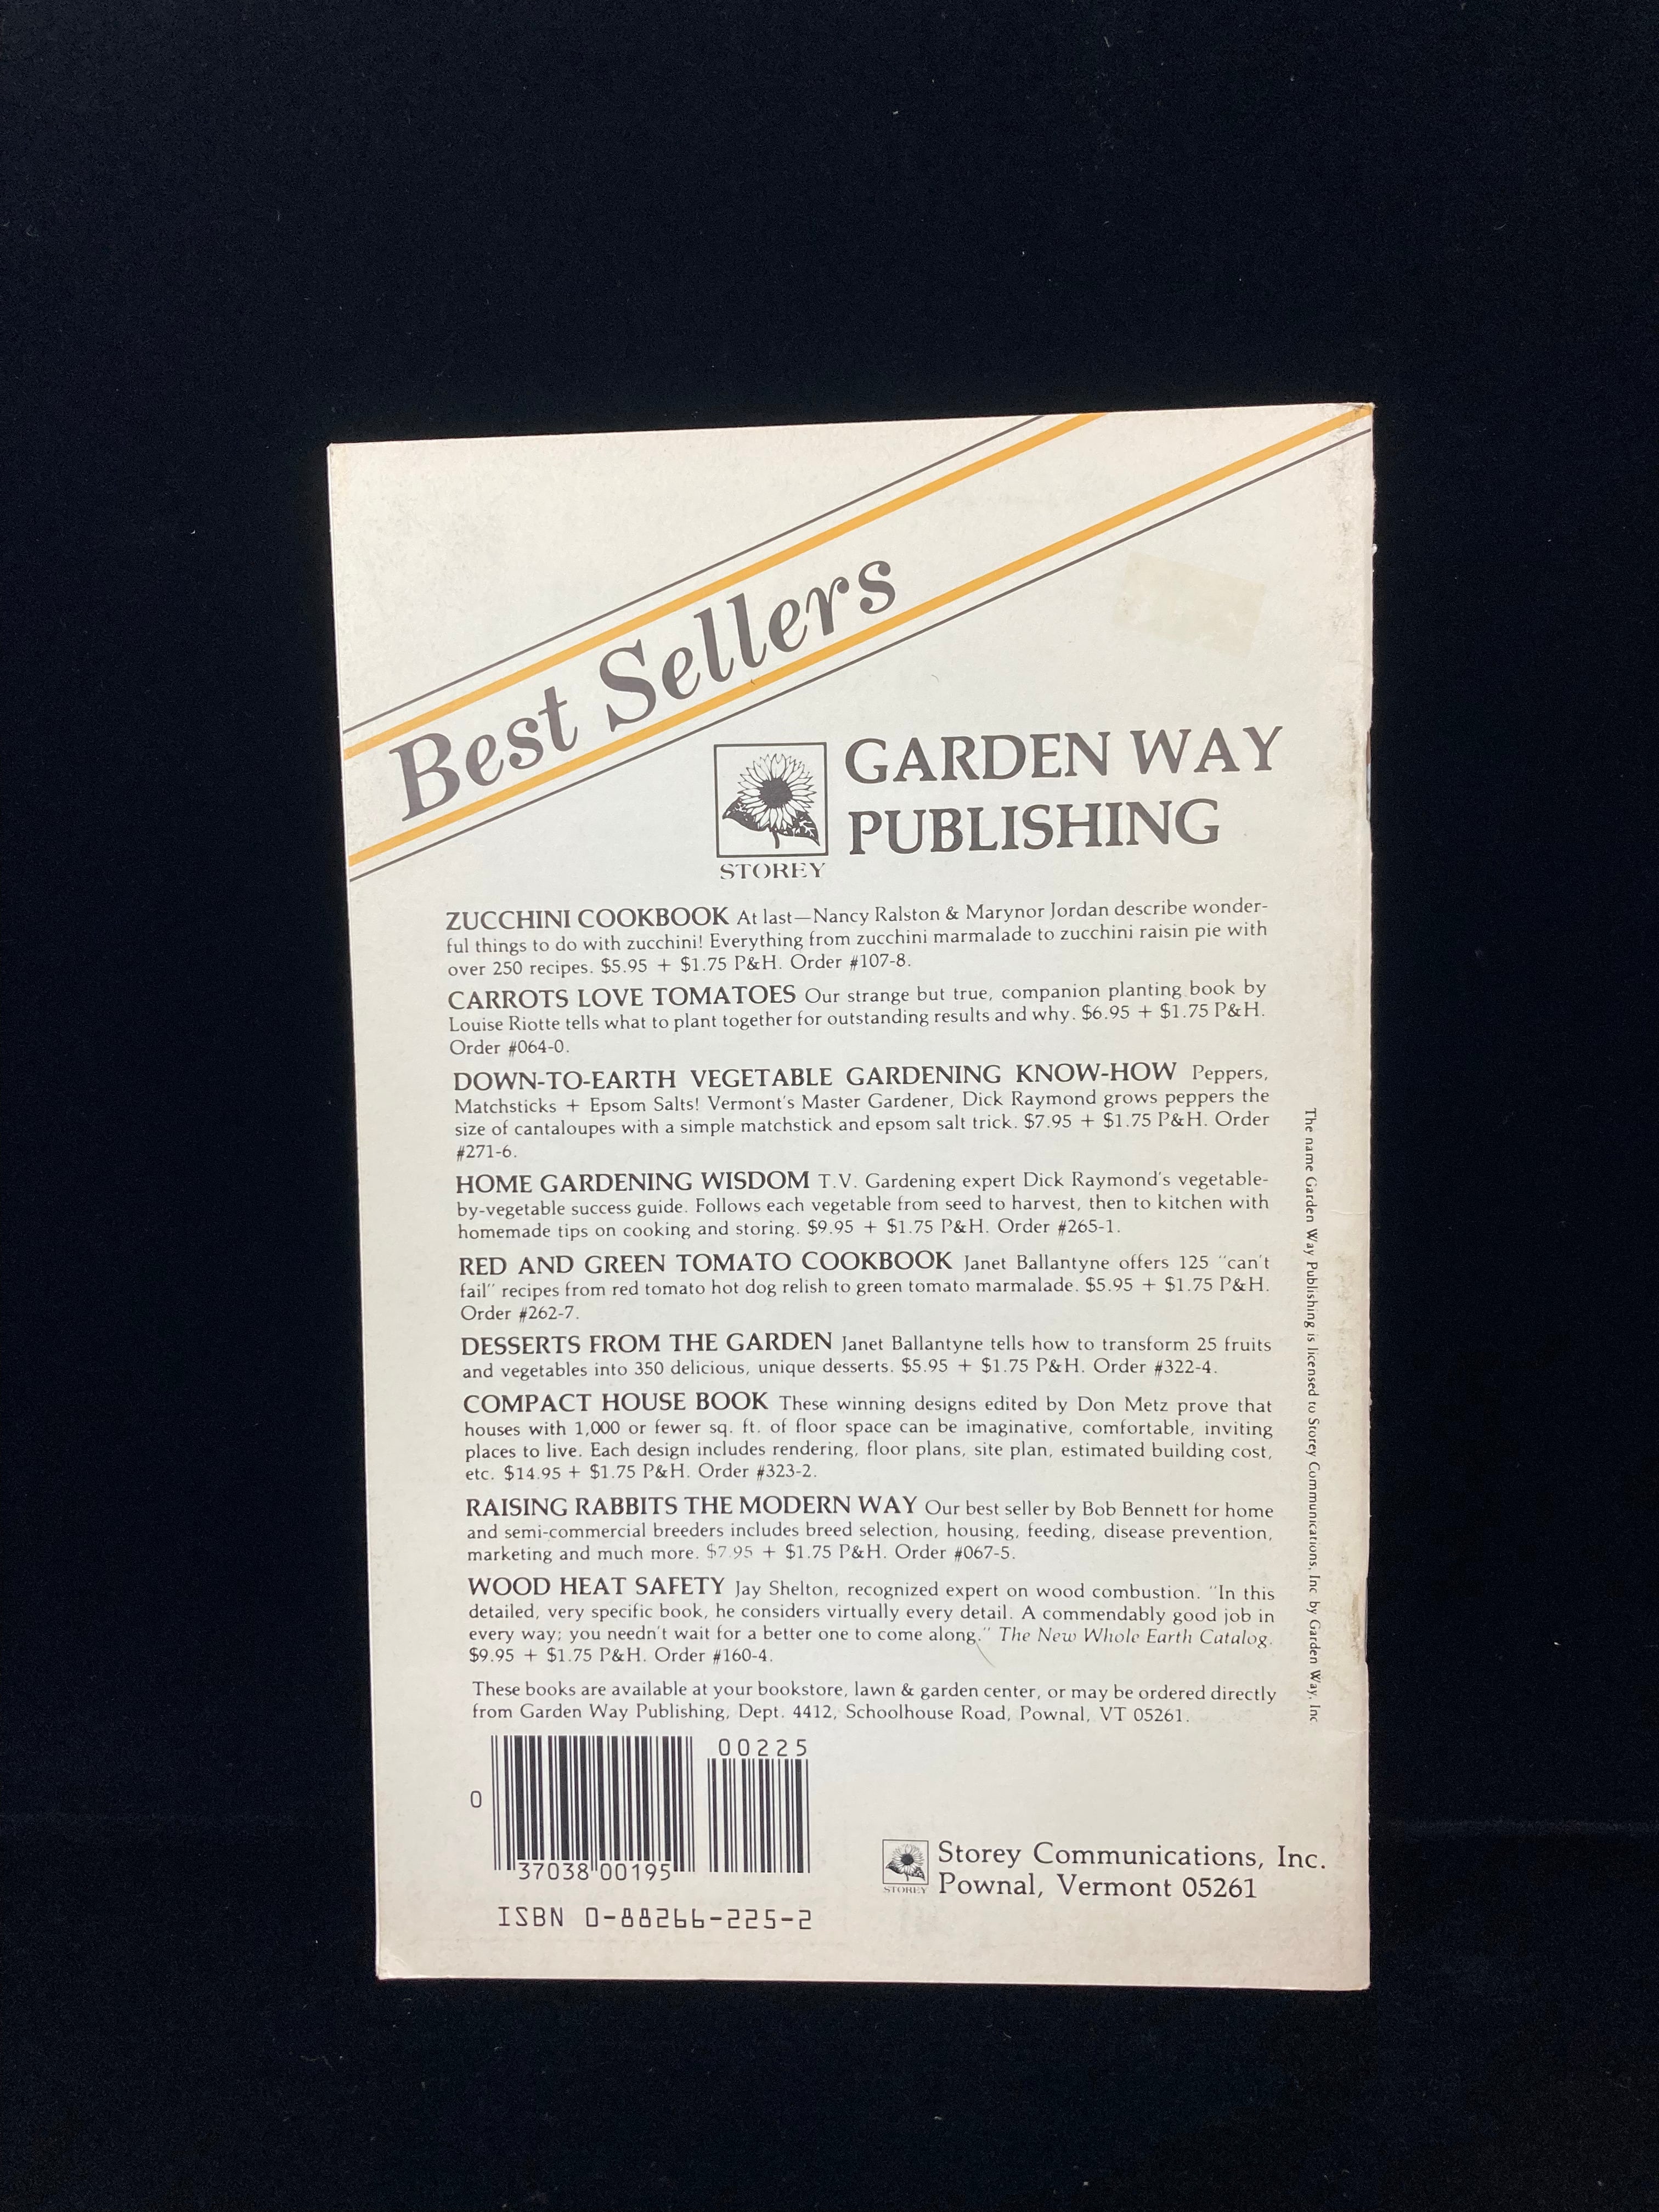 Best Sellers
GARDEN WAY
PUBLISHING
STOREY
ZUCCHINI COOKBOOK At last—Nancy Ralston & Marynor Jordan describe wonder-
ful things to do with zucchini! Everything from zucchini marmalade to zucchini raisin pie with
over 250 recipes. $5.95 + $1.75 P&H. Order #107-8.
CARROTS LOVE TOMATOES Our strange but true, companion planting book by
Louise Riotte tells what to plant together for outstanding results and why. $6.95 + $1.75 P&H.
Order #064-0.
DOWN-TO-EARTH VEGETABLE GARDENING KNOW-HOW Peppers,
Matchsticks + Epsom Salts! Vermont's Master Gardener, Dick Raymond grows peppers the
size of cantaloupes with a simple matchstick and epsom salt trick. $7.95 + $1.75 P&H. Order
#271-6.
HOME GARDENING WISDOM T.V. Gardening expert Dick Raymond's vegetable-
by-vegetable success guide. Follows each vegetable from seed to harvest, then to kitchen with
homemade tips on cooking and storing. $9.95 + $1.75 P&H. Order #265-1.
RED AND GREEN TOMATO COOKBOOK Janet Ballantyne offers 125 "can't
fail" recipes from red tomato hot dog relish to green tomato marmalade. $5.95 + $1.75 P&H.
Order #262-7.
DESSERTS FROM THE GARDEN Janet Ballantyne tells how to transform 25 fruits
and vegetables into 350 delicious, unique desserts. $5.95 + $1.75 P&H. Order #322-4.
COMPACT HOUSE BOOK These winning designs edited by Don Metz prove that
houses with 1,000 or fewer sq. ft. of floor space can be imaginative, comfortable, inviting
places to live. Each design includes rendering, floor plans, site plan, estimated building cost,
etc. $14.95 + $1.75 P&H. Order #323-2.
RAISING RABBITS THE MODERN WAY Our best seller by Bob Bennett for home
and semi-commercial breeders includes breed selection, housing, feeding, disease prevention,
marketing and much more. $7.95 + $1.75 P&H. Order #067-5.
WOOD HEAT SAFETY Jay Shelton, recognized expert on wood combustion. "In this
detailed, very specific book, he considers virtually every detail. A commendably good job in
every way; you needn't wait for a better one to come along." The New Whole Earth Catalog.
$9.95 + $1.75 P&H. Order #160-4.
These books are available at your bookstore, lawn & garden center, or may be ordered directly
from Garden Way Publishing, Dept. 4412, Schoolhouse Road, Pownal, VT 05261.
The name Garden Way Publishing is licensed to Storey Communications, Inc. by Garden Way, Inc
00225
0
37038 00195
ISBN 0-88266-225-2
STOREY
Storey Communications, Inc.
Pownal, Vermont 05261